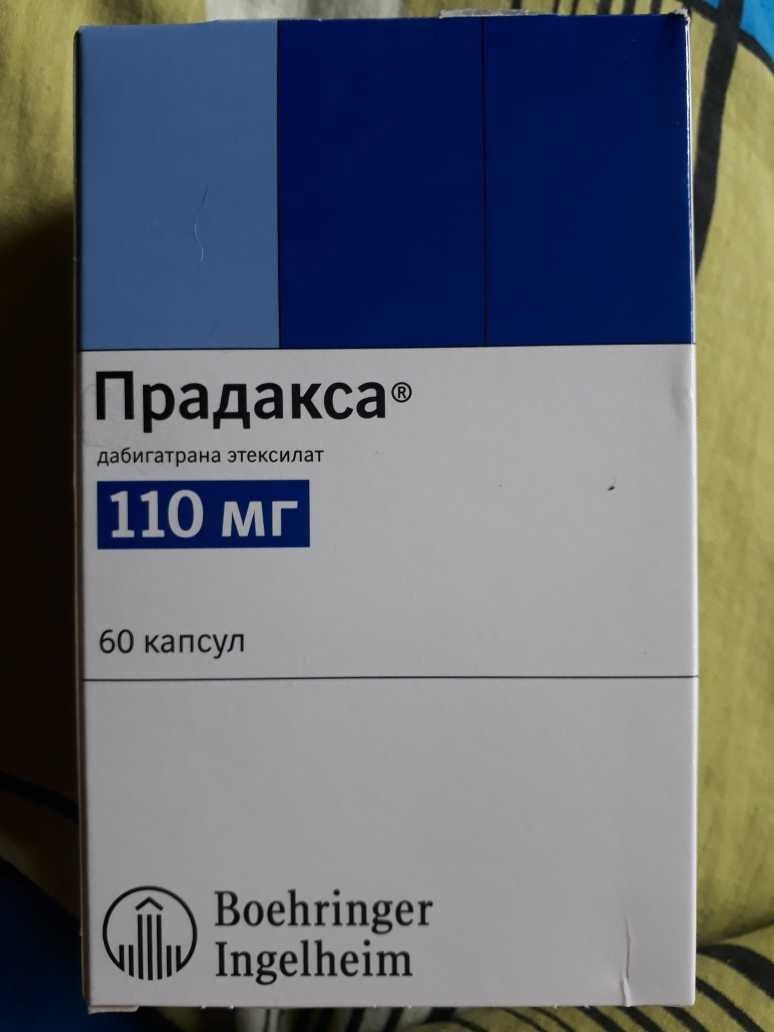 Прадакса®
дабигатрана этексилат
110 мг
60 капсул
Boehringer
Ingelheim